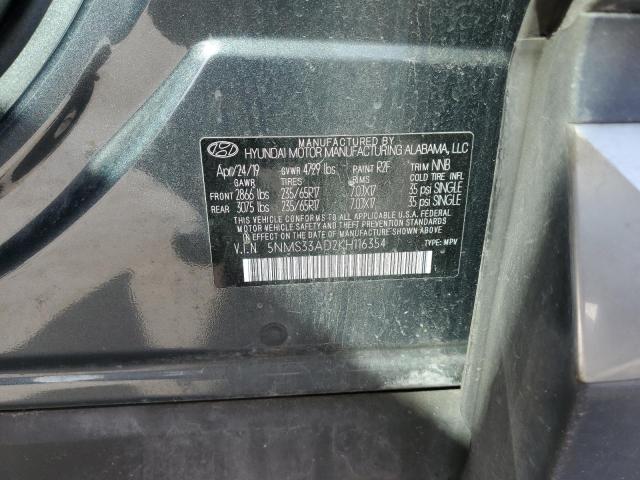 MANUFACTURED BY
HYUNDAI MOTOR MANUFACTURING ALABAMA, LLC
Apr/24/19 GVWR 4799 lbs PAINT R2F TRIM NNB
GAWR TIRES RIMS COLD TIRE INFL
FRONT 2866 lbs 235/65R17 7.0JX17 35 psi SINGLE
REAR 3075 lbs 235/65R17 7.0JX17 35 psi SINGLE
THIS VEHICLE CONFORMS TO ALL APPLICABLE U.S.A. FEDERAL
MOTOR VEHICLE SAFETY AND THEFT PREVENTION STANDARDS
IN EFFECT ON THE DATE OF MANUFACTURE SHOWN ABOVE.
V.I.N 5NMS33AD2KH116354 TYPE: MPV